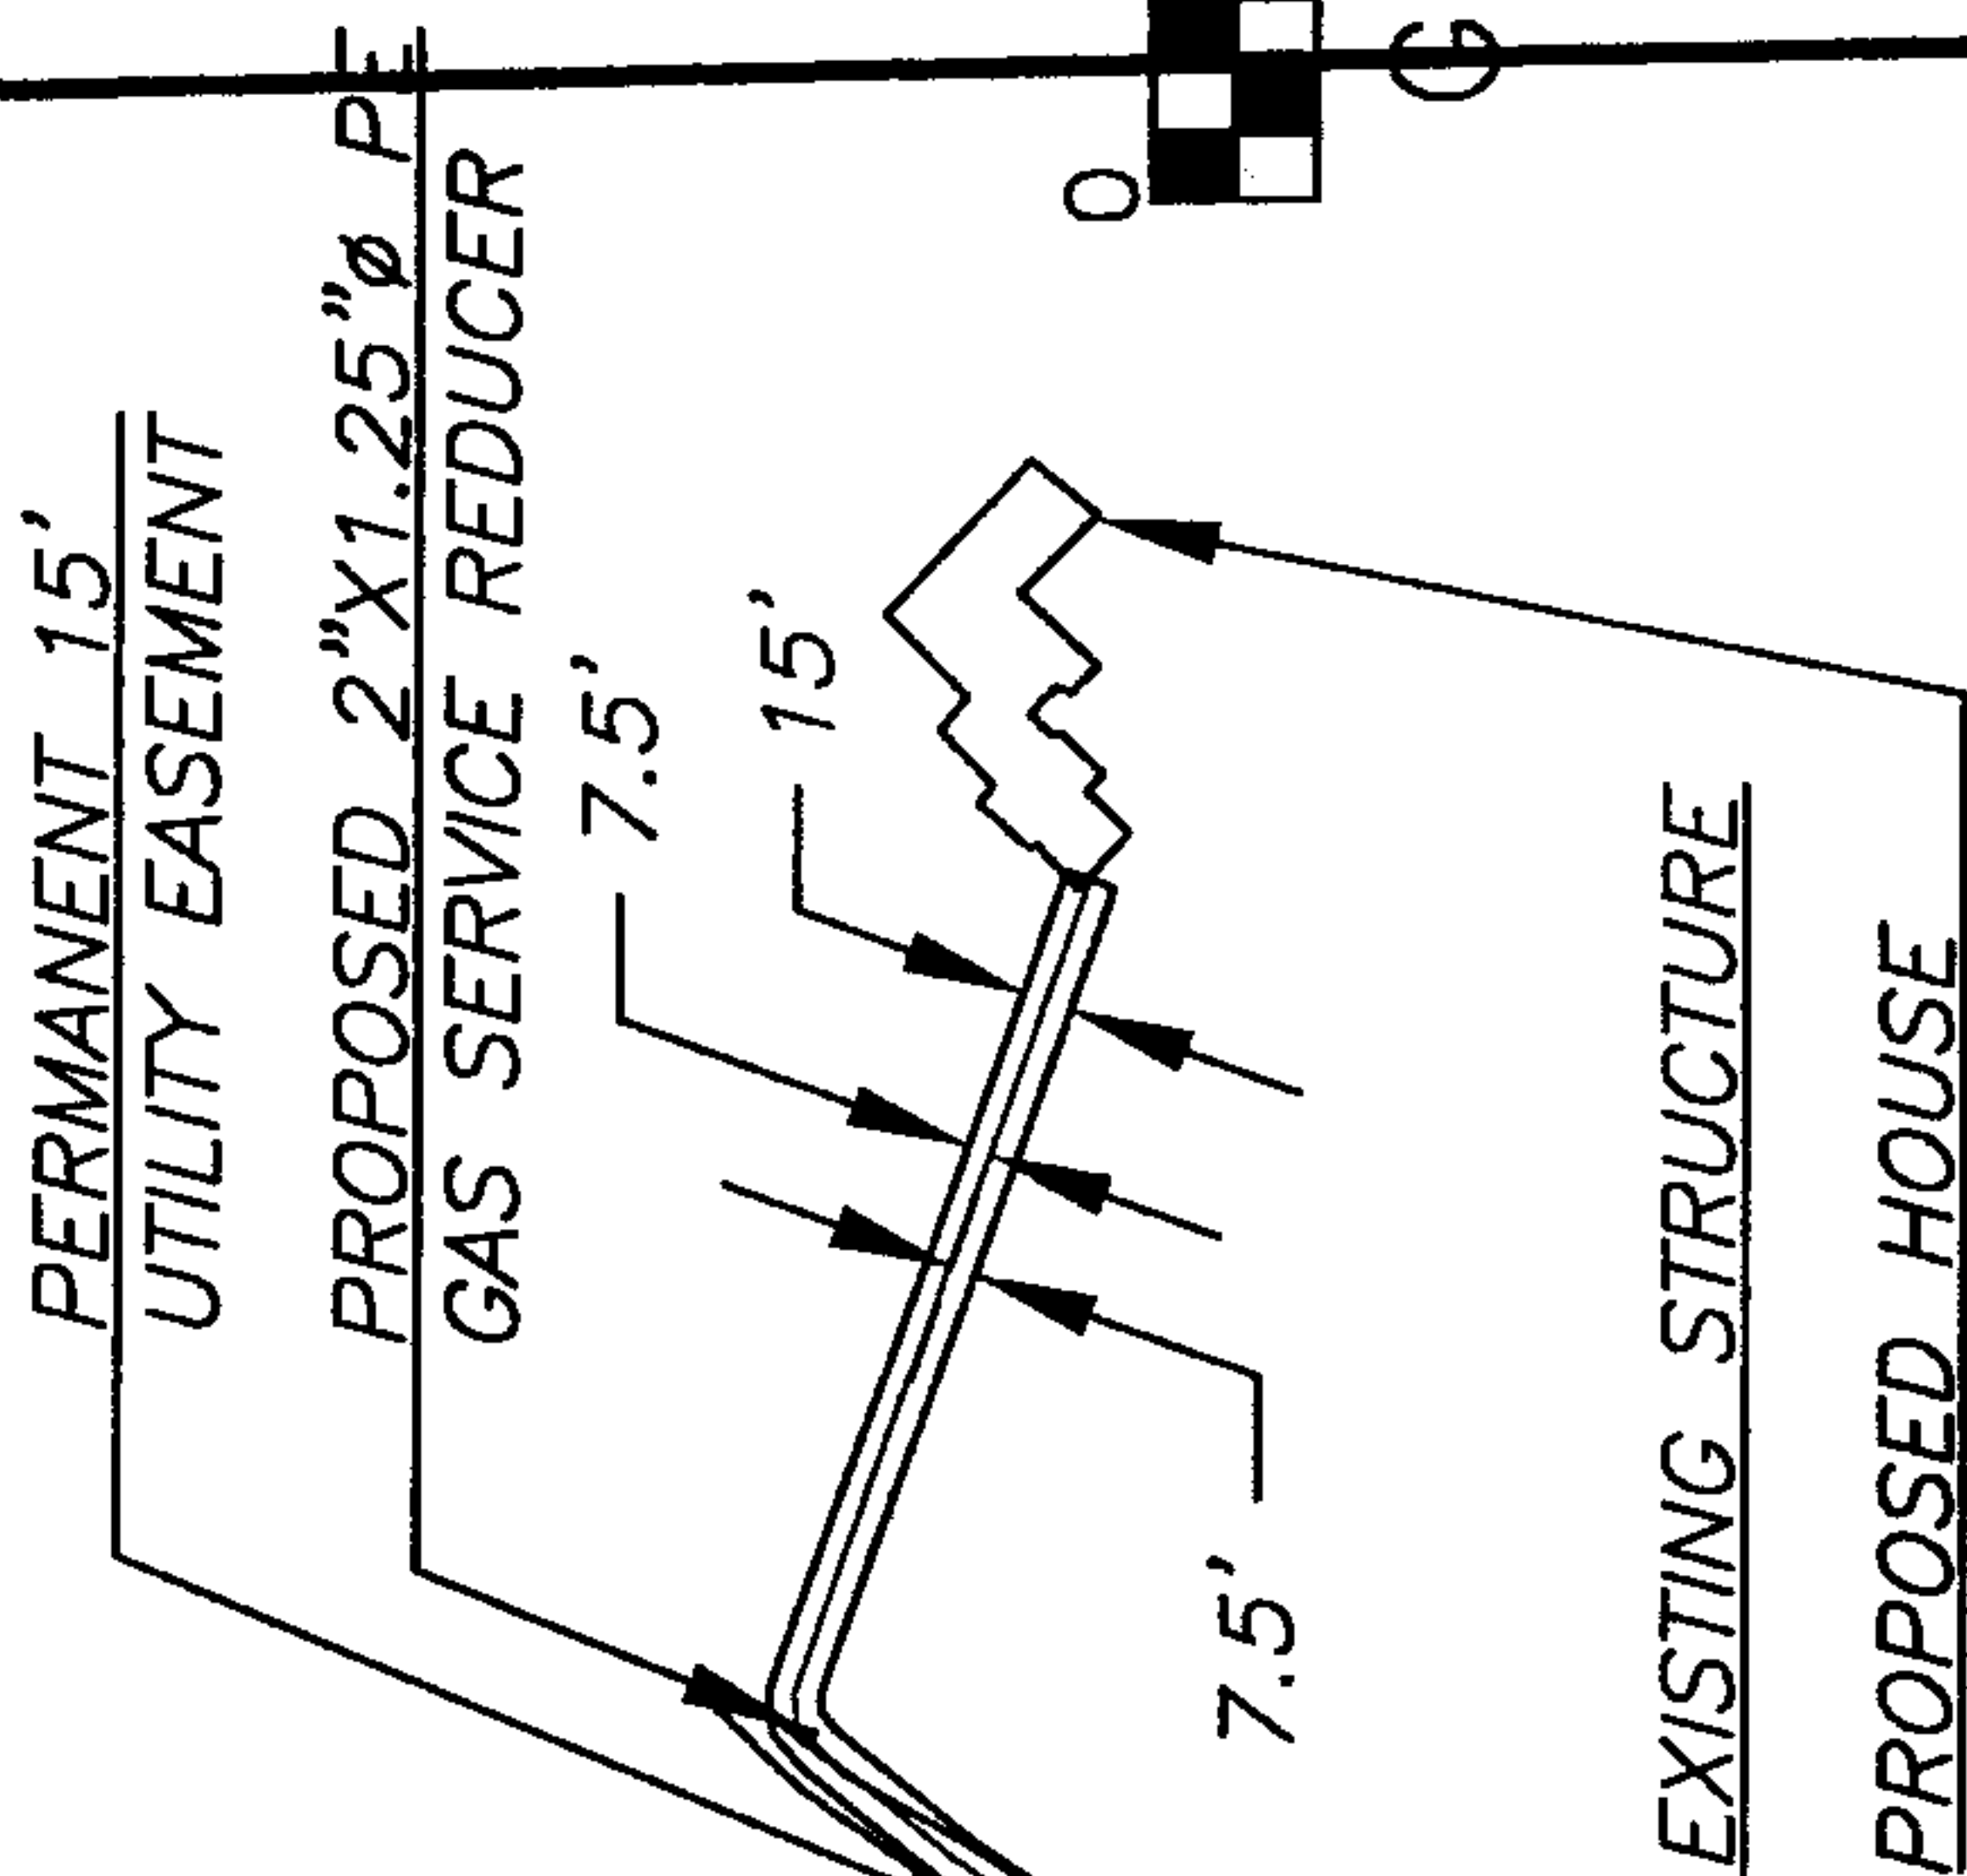 PERMANENT 15'
UTILITY EASEMENT
PROPOSED 2"X1.25"ø PE
GAS SERVICE REDUCER
7.5'
15'
0
7.5'
EXISTING STRUCTURE
PROPOSED HOUSE